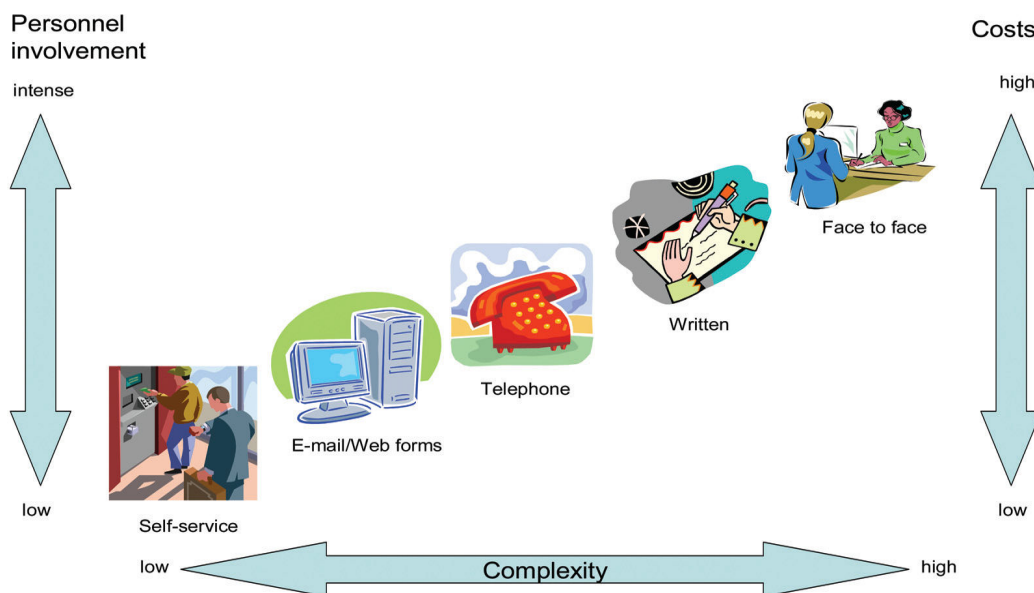 Personnel
involvement
Costs
intense
high
Face to face
Written
Telephone
E-mail/Web forms
low
low
Self-service
low
Complexity
high